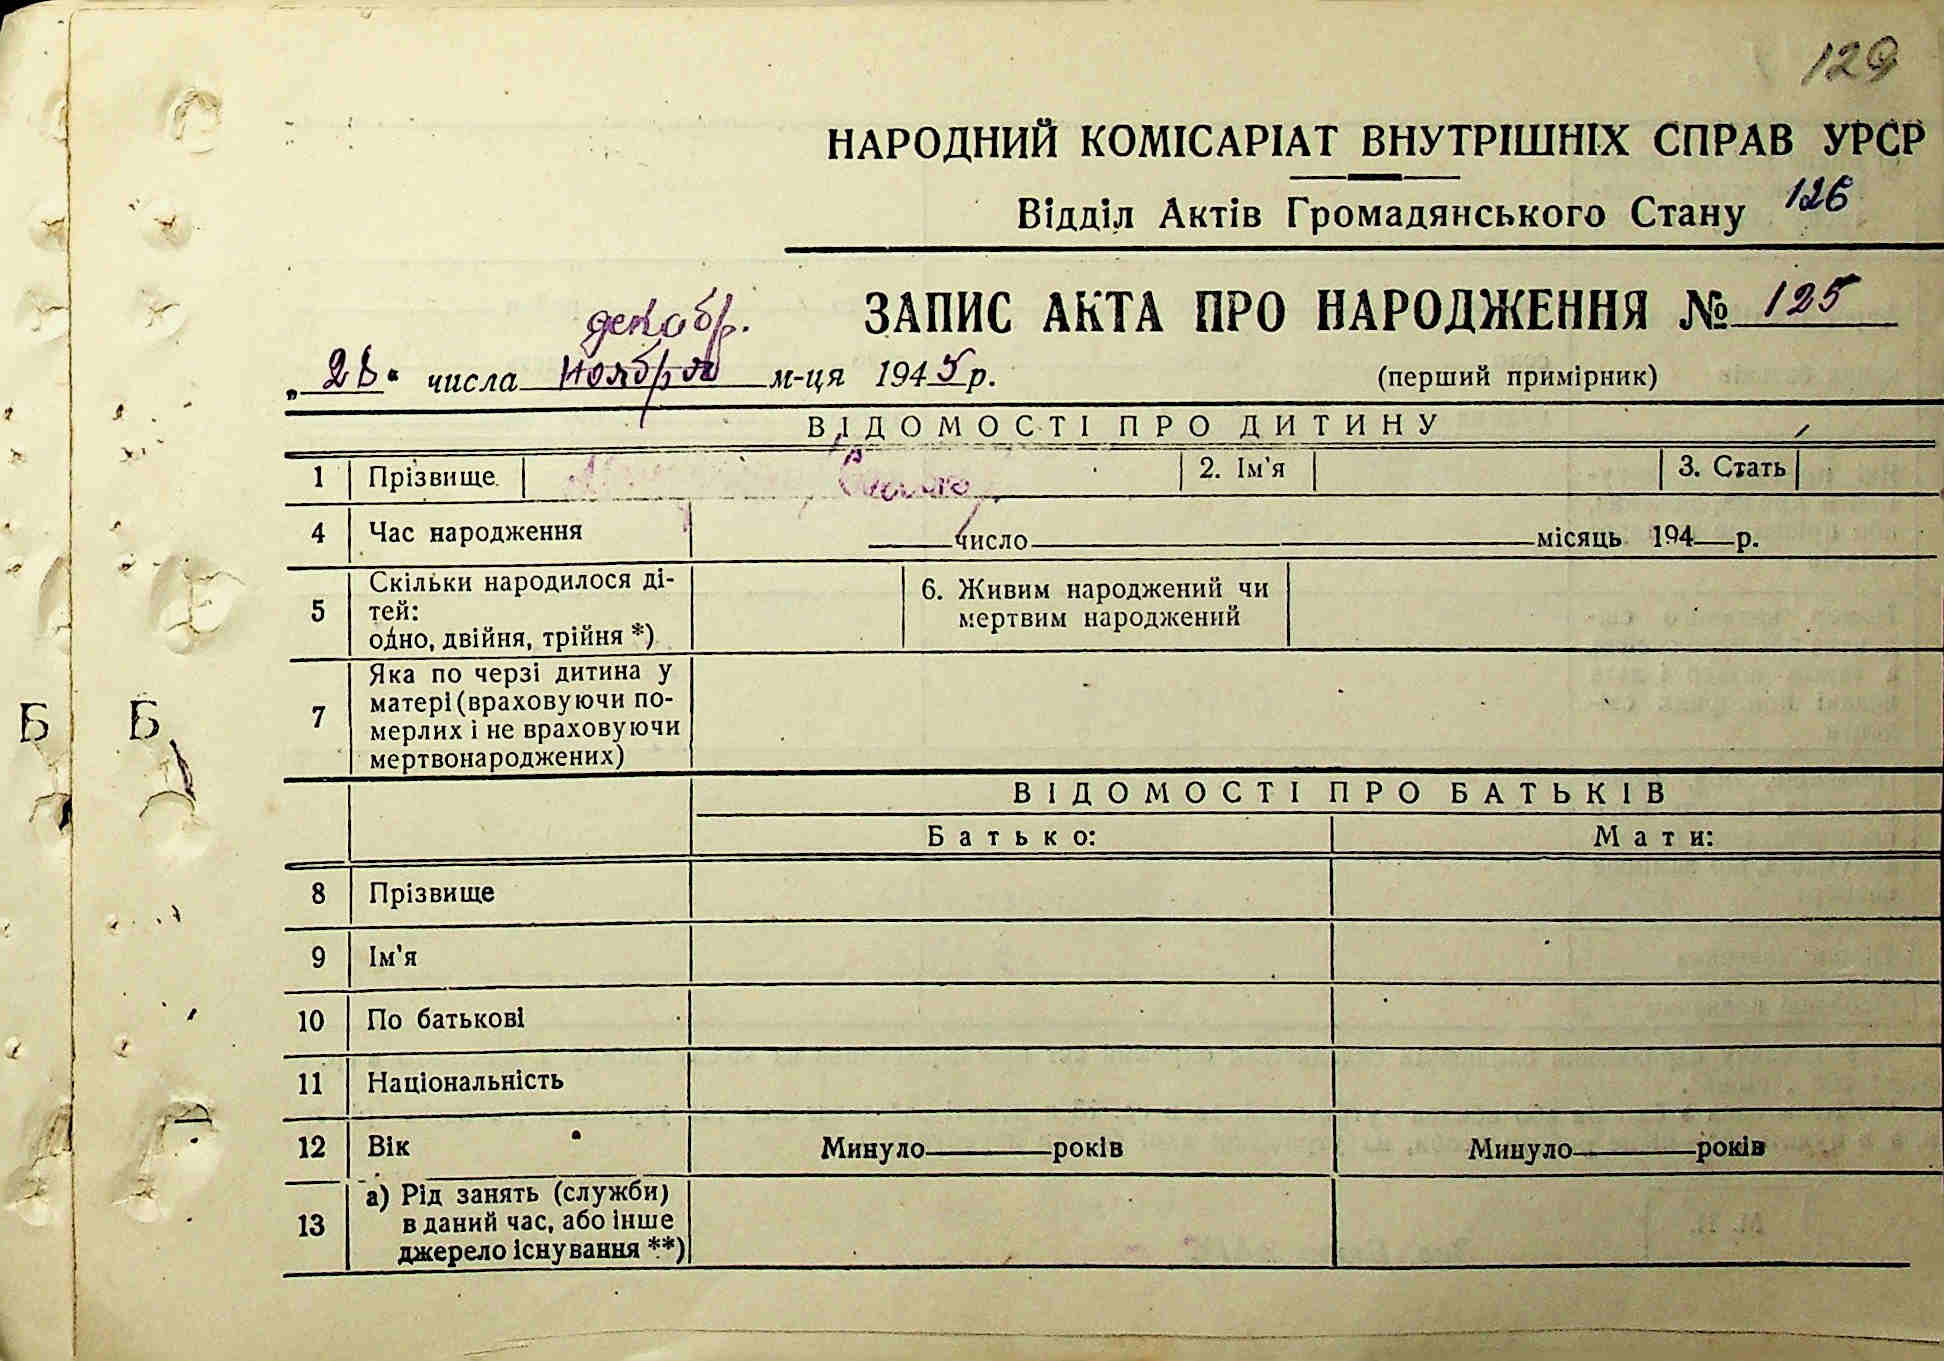 129
НАРОДНИЙ КОМІСАРІАТ ВНУТРІШНІХ СПРАВ УРСР
Відділ Актів Громадянського Стану 126
ЗАПИС АКТА ПРО НАРОДЖЕННЯ № 125
декабр.
„28“ числа ноября м-ця 1945 р. (перший примірник)
ВІДОМОСТІ ПРО ДИТИНУ
1 Прізвище 2. Ім'я 3. Стать
4 Час народження число місяць 194 р.
5 Скільки народилося ді-
тей:
одно, двійня, трійня *)
6. Живим народжений чи
мертвим народжений
7 Яка по черзі дитина у
матері (враховуючи по-
мерлих і не враховуючи
мертвонароджених)
Б Б
ВІДОМОСТІ ПРО БАТЬКІВ
Батько: Мати:
8 Прізвище
9 Ім'я
10 По батькові
11 Національність
12 Вік Минуло років Минуло років
13 а) Рід занять (служби)
в даний час, або інше
джерело існування **)